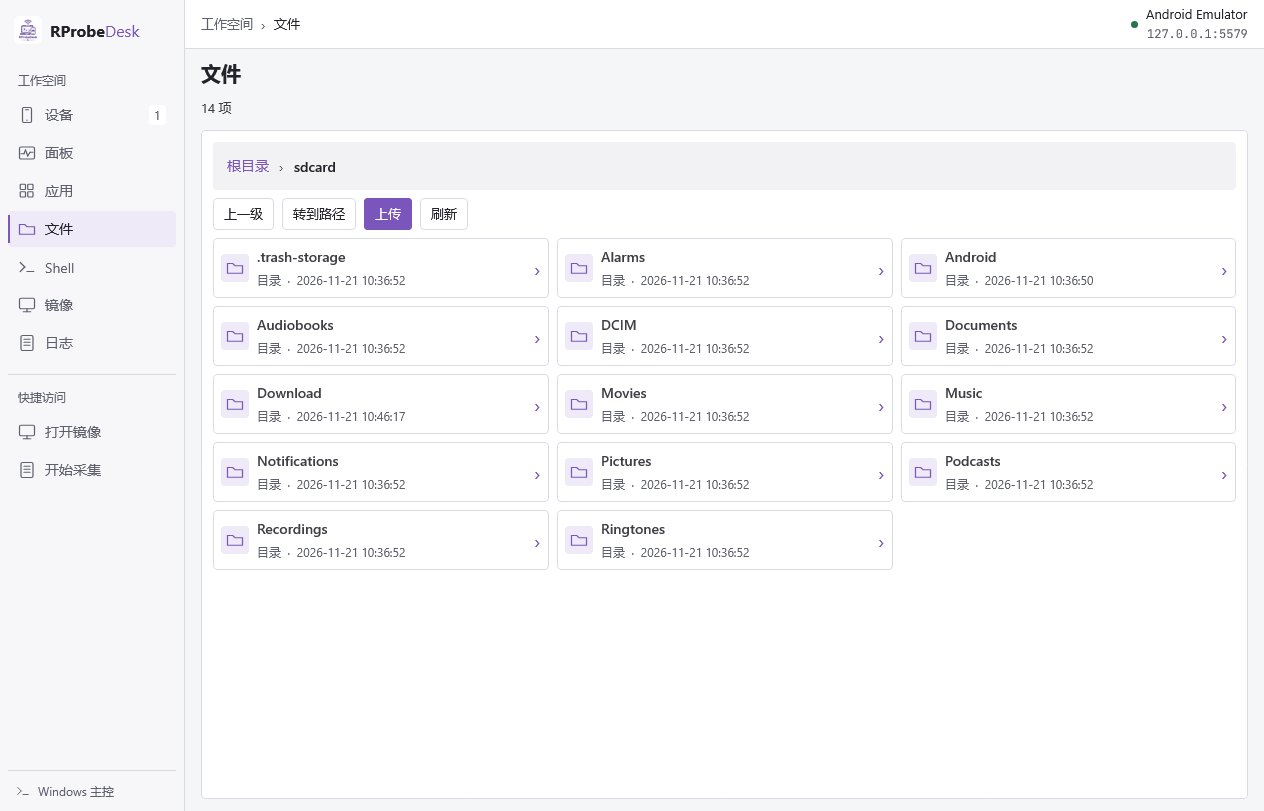 RProbeDesk
工作空间
设备 1
面板
应用
文件
Shell
镜像
日志
快捷访问
打开镜像
开始采集
Windows 主控
工作空间 › 文件
Android Emulator
127.0.0.1:5579
文件
14 项
根目录 › sdcard
上一级 转到路径 上传 刷新
.trash-storage
目录 · 2026-11-21 10:36:52
Alarms
目录 · 2026-11-21 10:36:52
Android
目录 · 2026-11-21 10:36:50
Audiobooks
目录 · 2026-11-21 10:36:52
DCIM
目录 · 2026-11-21 10:36:52
Documents
目录 · 2026-11-21 10:36:52
Download
目录 · 2026-11-21 10:46:17
Movies
目录 · 2026-11-21 10:36:52
Music
目录 · 2026-11-21 10:36:52
Notifications
目录 · 2026-11-21 10:36:52
Pictures
目录 · 2026-11-21 10:36:52
Podcasts
目录 · 2026-11-21 10:36:52
Recordings
目录 · 2026-11-21 10:36:52
Ringtones
目录 · 2026-11-21 10:36:52